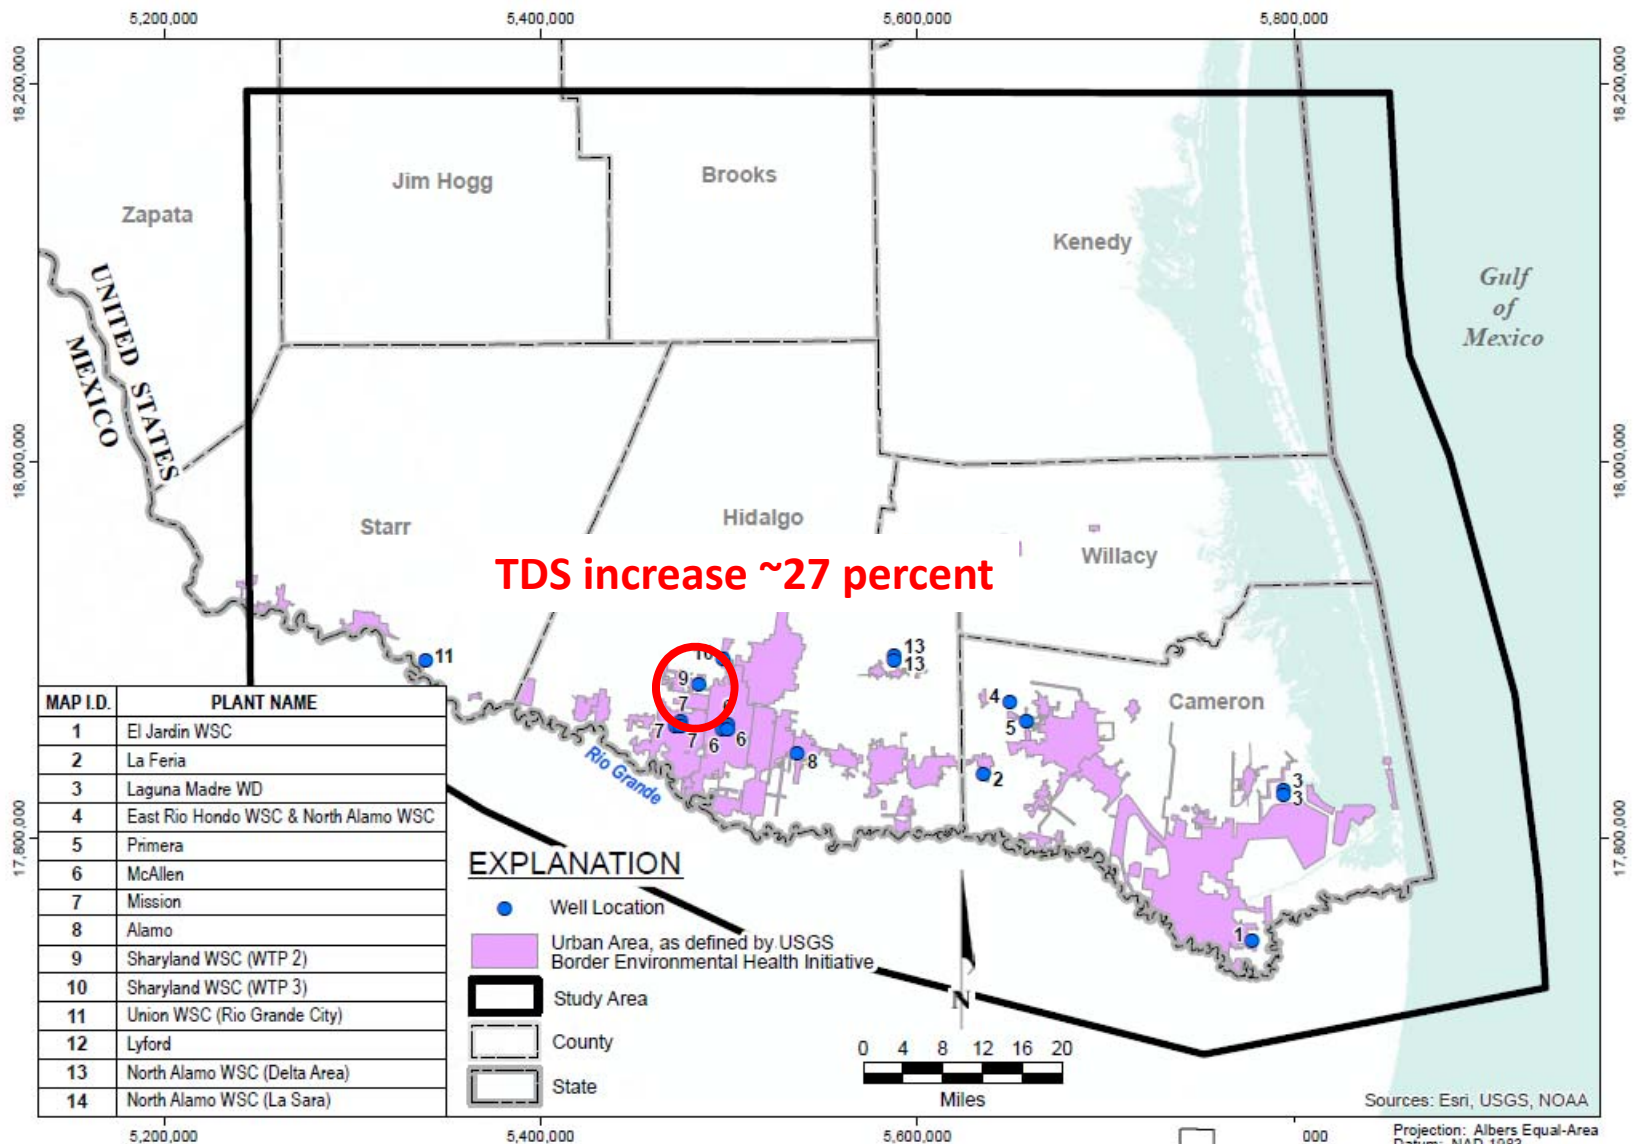 5,200,000
5,400,000
5,600,000
5,800,000
18,200,000
18,200,000
Jim Hogg
Brooks
Zapata
Kenedy
Gulf
of
Mexico
UNITED STATES
MEXICO
18,000,000
18,000,000
Starr
Hidalgo
Willacy
TDS increase ~27 percent
11
10
9
7
7
7
6
6
6
13
13
8
4
5
2
Cameron
3
3
1
Rio Grande
17,800,000
17,800,000
MAP I.D. PLANT NAME
1 El Jardin WSC
2 La Feria
3 Laguna Madre WD
4 East Rio Hondo WSC & North Alamo WSC
5 Primera
6 McAllen
7 Mission
8 Alamo
9 Sharyland WSC (WTP 2)
10 Sharyland WSC (WTP 3)
11 Union WSC (Rio Grande City)
12 Lyford
13 North Alamo WSC (Delta Area)
14 North Alamo WSC (La Sara)
EXPLANATION
Well Location
Urban Area, as defined by USGS
Border Environmental Health Initiative
Study Area
County
State
N
0 4 8 12 16 20
Miles
Sources: Esri, USGS, NOAA
Projection: Albers Equal-Area
Datum: NAD 1983
5,200,000
5,400,000
5,600,000
000